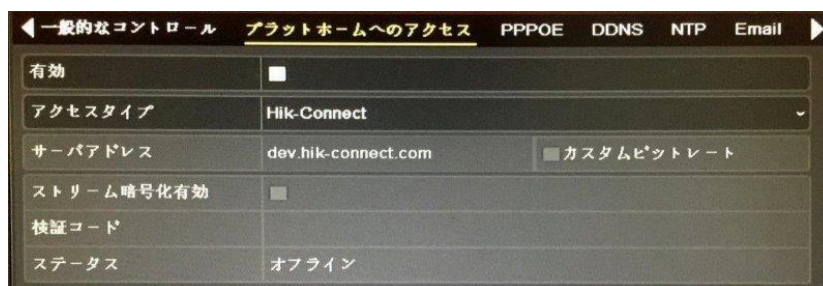 一般的なコントロール プラットホームへのアクセス PPPOE DDNS NTP Email
有効
アクセスタイプ Hik-Connect
サーバアドレス dev.hik-connect.com カスタムビットレート
ストリーム暗号化有効
検証コード
ステータス オフライン